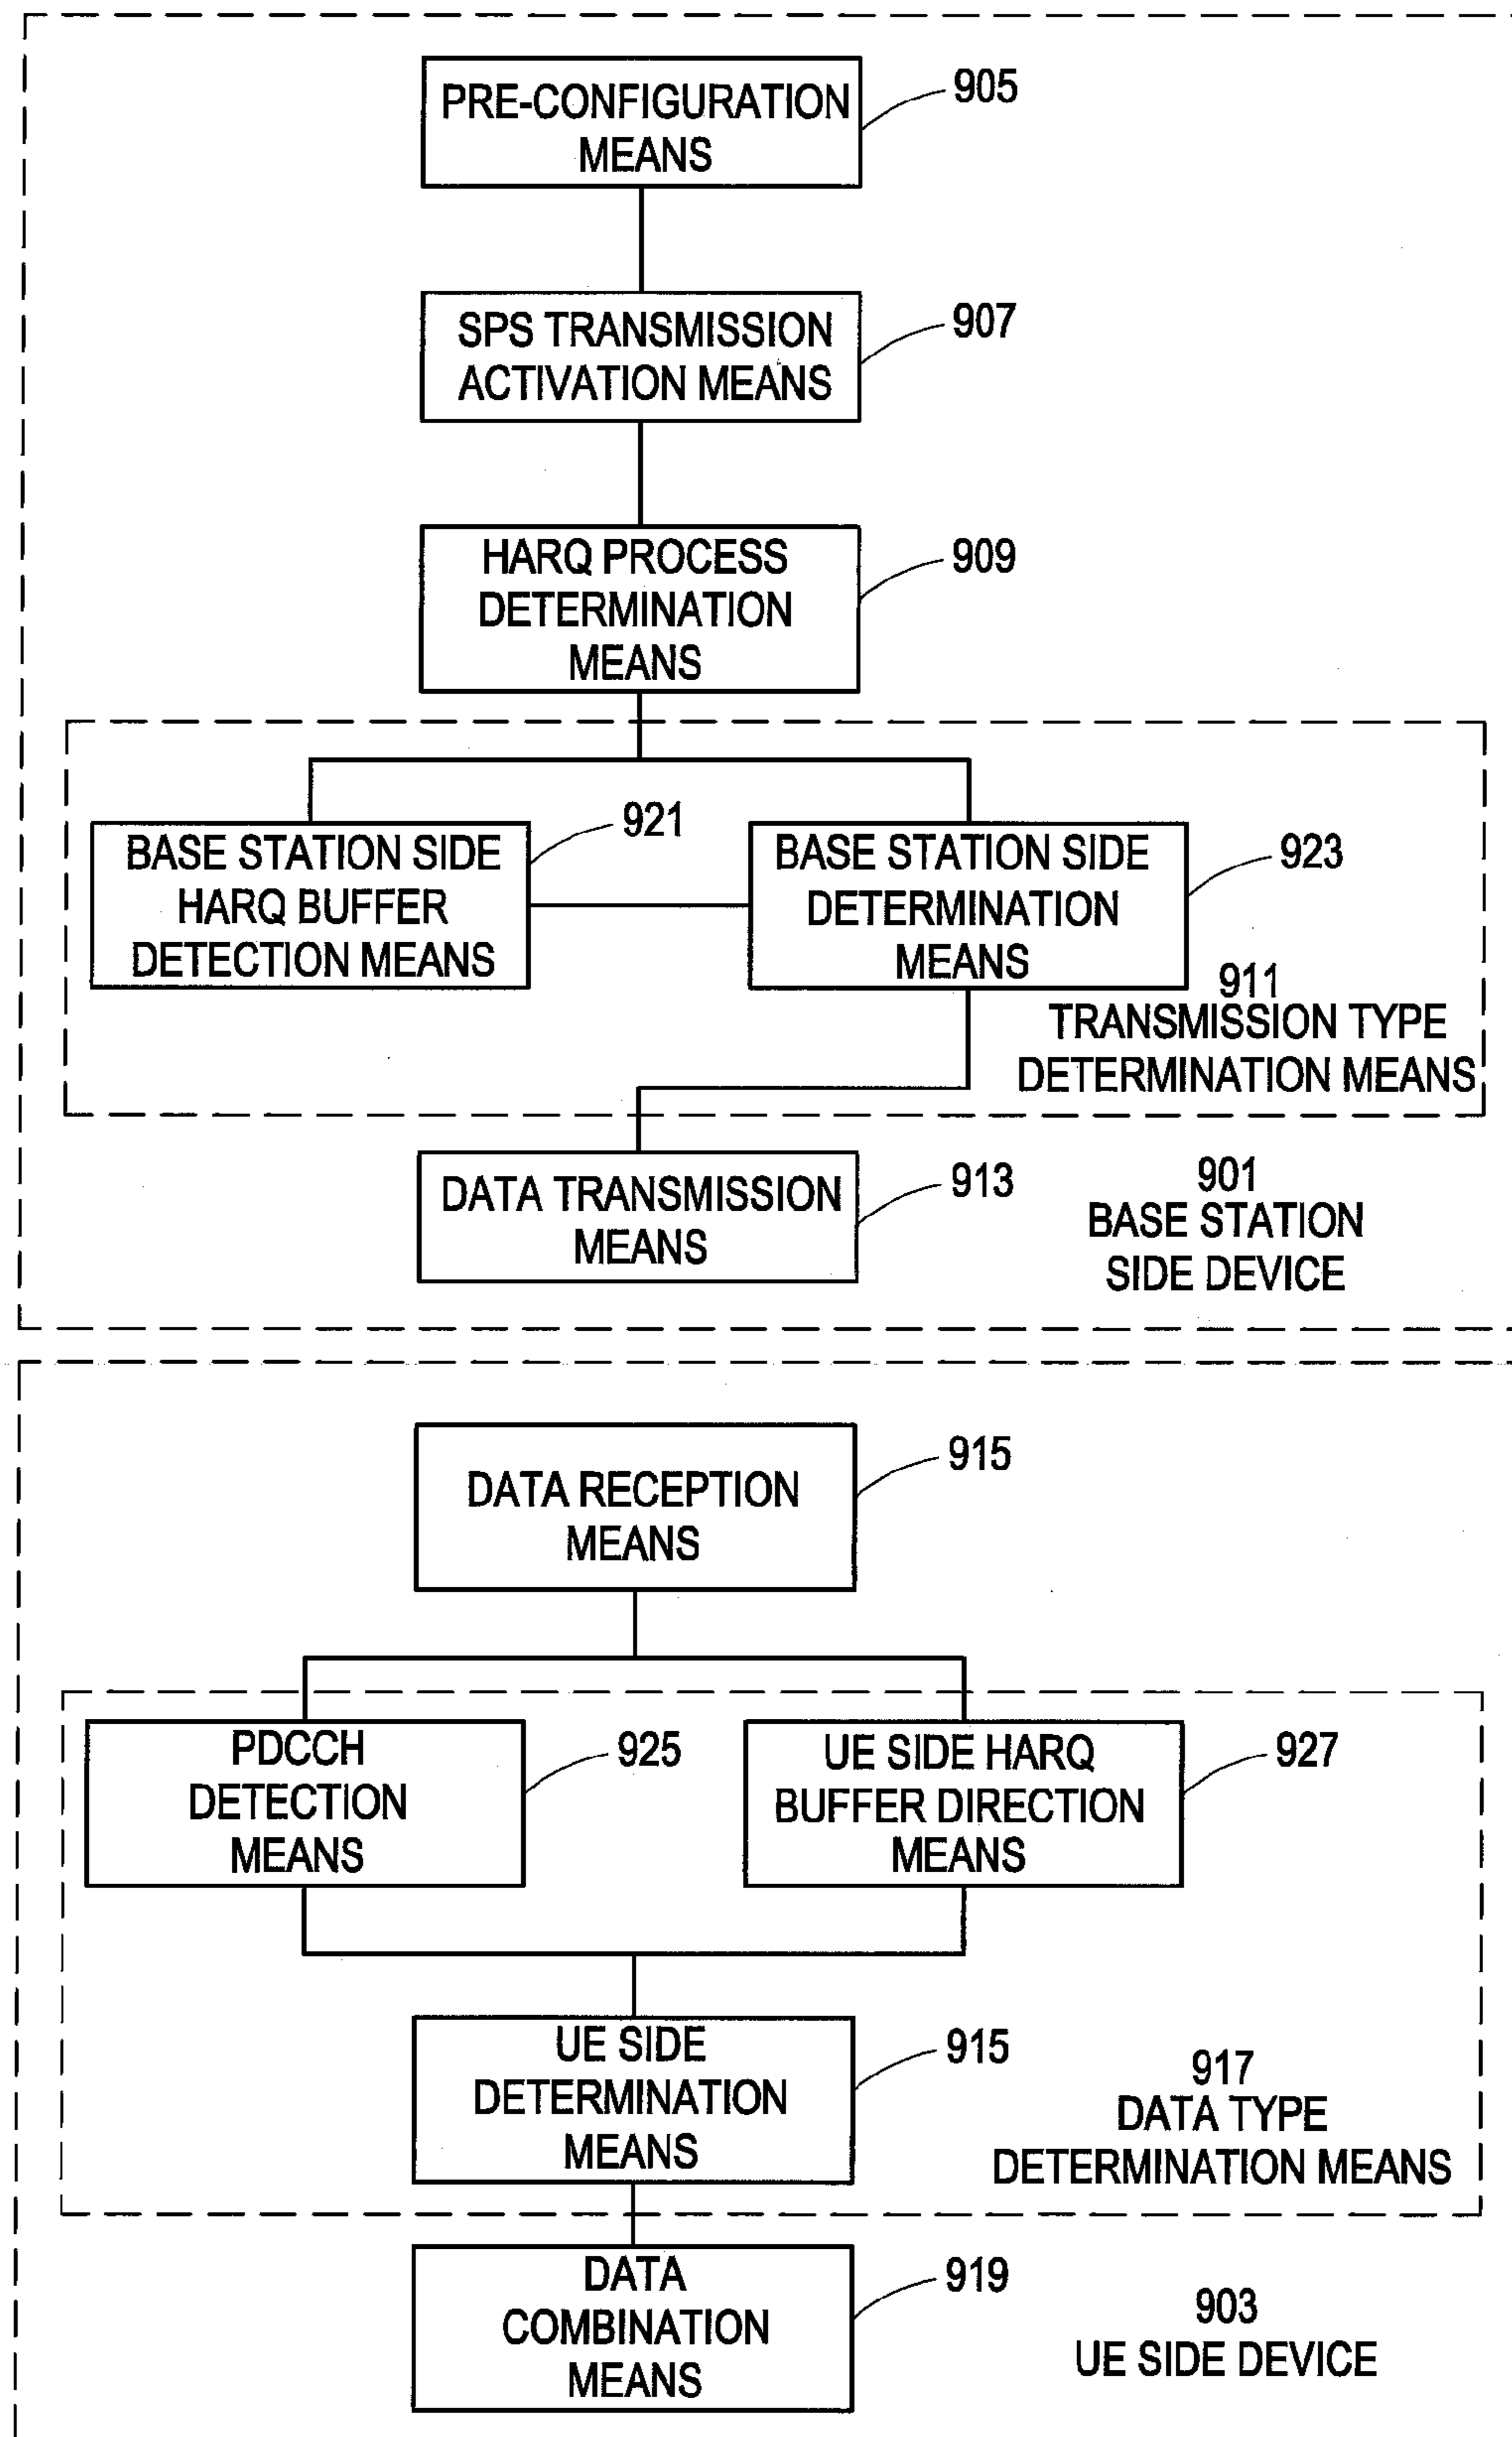 PRE-CONFIGURATION
MEANS
905
SPS TRANSMISSION
ACTIVATION MEANS
907
HARQ PROCESS
DETERMINATION
MEANS
909
BASE STATION SIDE
HARQ BUFFER
DETECTION MEANS
921
BASE STATION SIDE
DETERMINATION
MEANS
923
911
TRANSMISSION TYPE
DETERMINATION MEANS
DATA TRANSMISSION
MEANS
913
901
BASE STATION
SIDE DEVICE
DATA RECEPTION
MEANS
915
PDCCH
DETECTION
MEANS
925
UE SIDE HARQ
BUFFER DIRECTION
MEANS
927
UE SIDE
DETERMINATION
MEANS
915
917
DATA TYPE
DETERMINATION MEANS
DATA
COMBINATION
MEANS
919
903
UE SIDE DEVICE